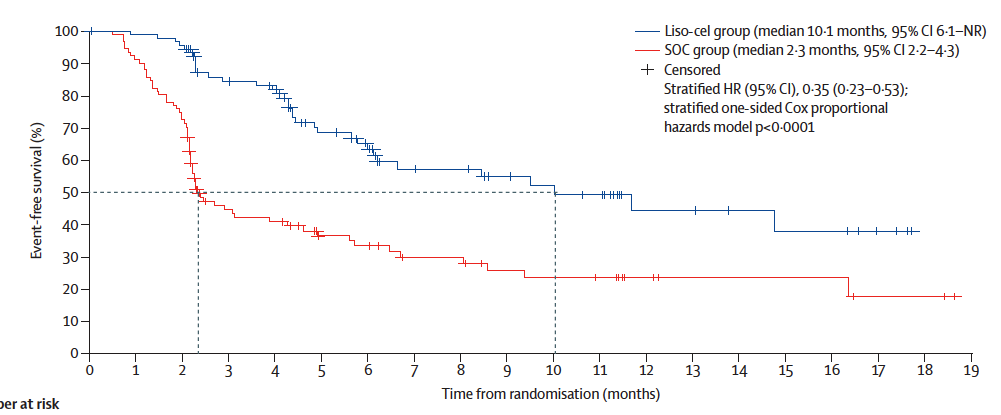 100
90
80
70
60
50
40
30
20
10
0
Event-free survival (%)
Liso-cel group (median 10·1 months, 95% CI 6·1–NR)
SOC group (median 2·3 months, 95% CI 2·2–4·3)
Censored
Stratified HR (95% CI), 0·35 (0·23–0·53);
stratified one-sided Cox proportional
hazards model p<0·0001
0 1 2 3 4 5 6 7 8 9 10 11 12 13 14 15 16 17 18 19
Time from randomisation (months)
ber at risk